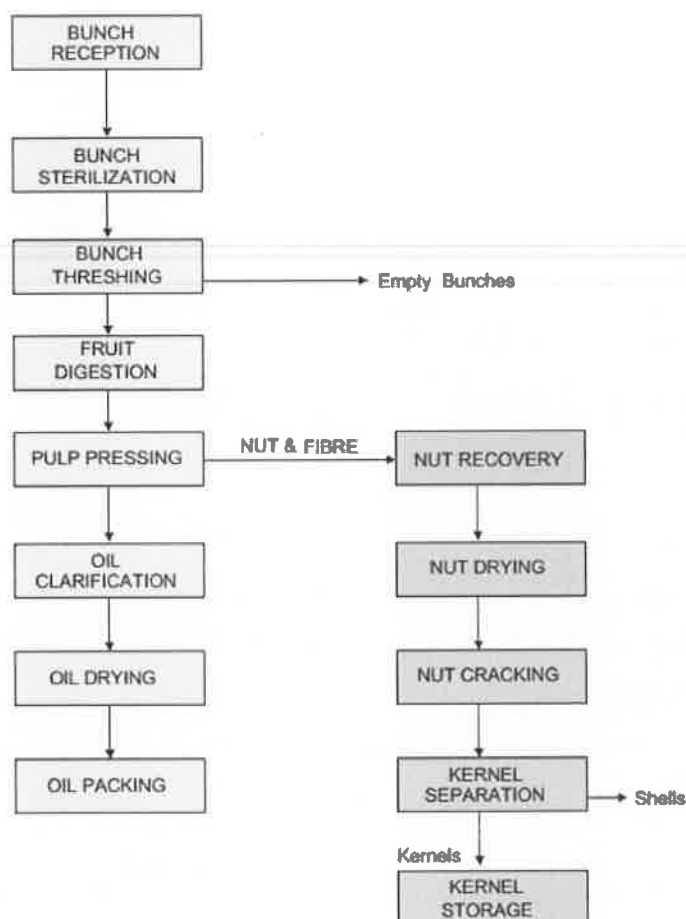 BUNCH
RECEPTION
BUNCH
STERILIZATION
BUNCH
THRESHING
Empty Bunches
FRUIT
DIGESTION
PULP PRESSING
NUT & FIBRE
NUT RECOVERY
OIL
CLARIFICATION
NUT DRYING
OIL DRYING
NUT CRACKING
OIL PACKING
KERNEL
SEPARATION
Shells
Kernels
KERNEL
STORAGE